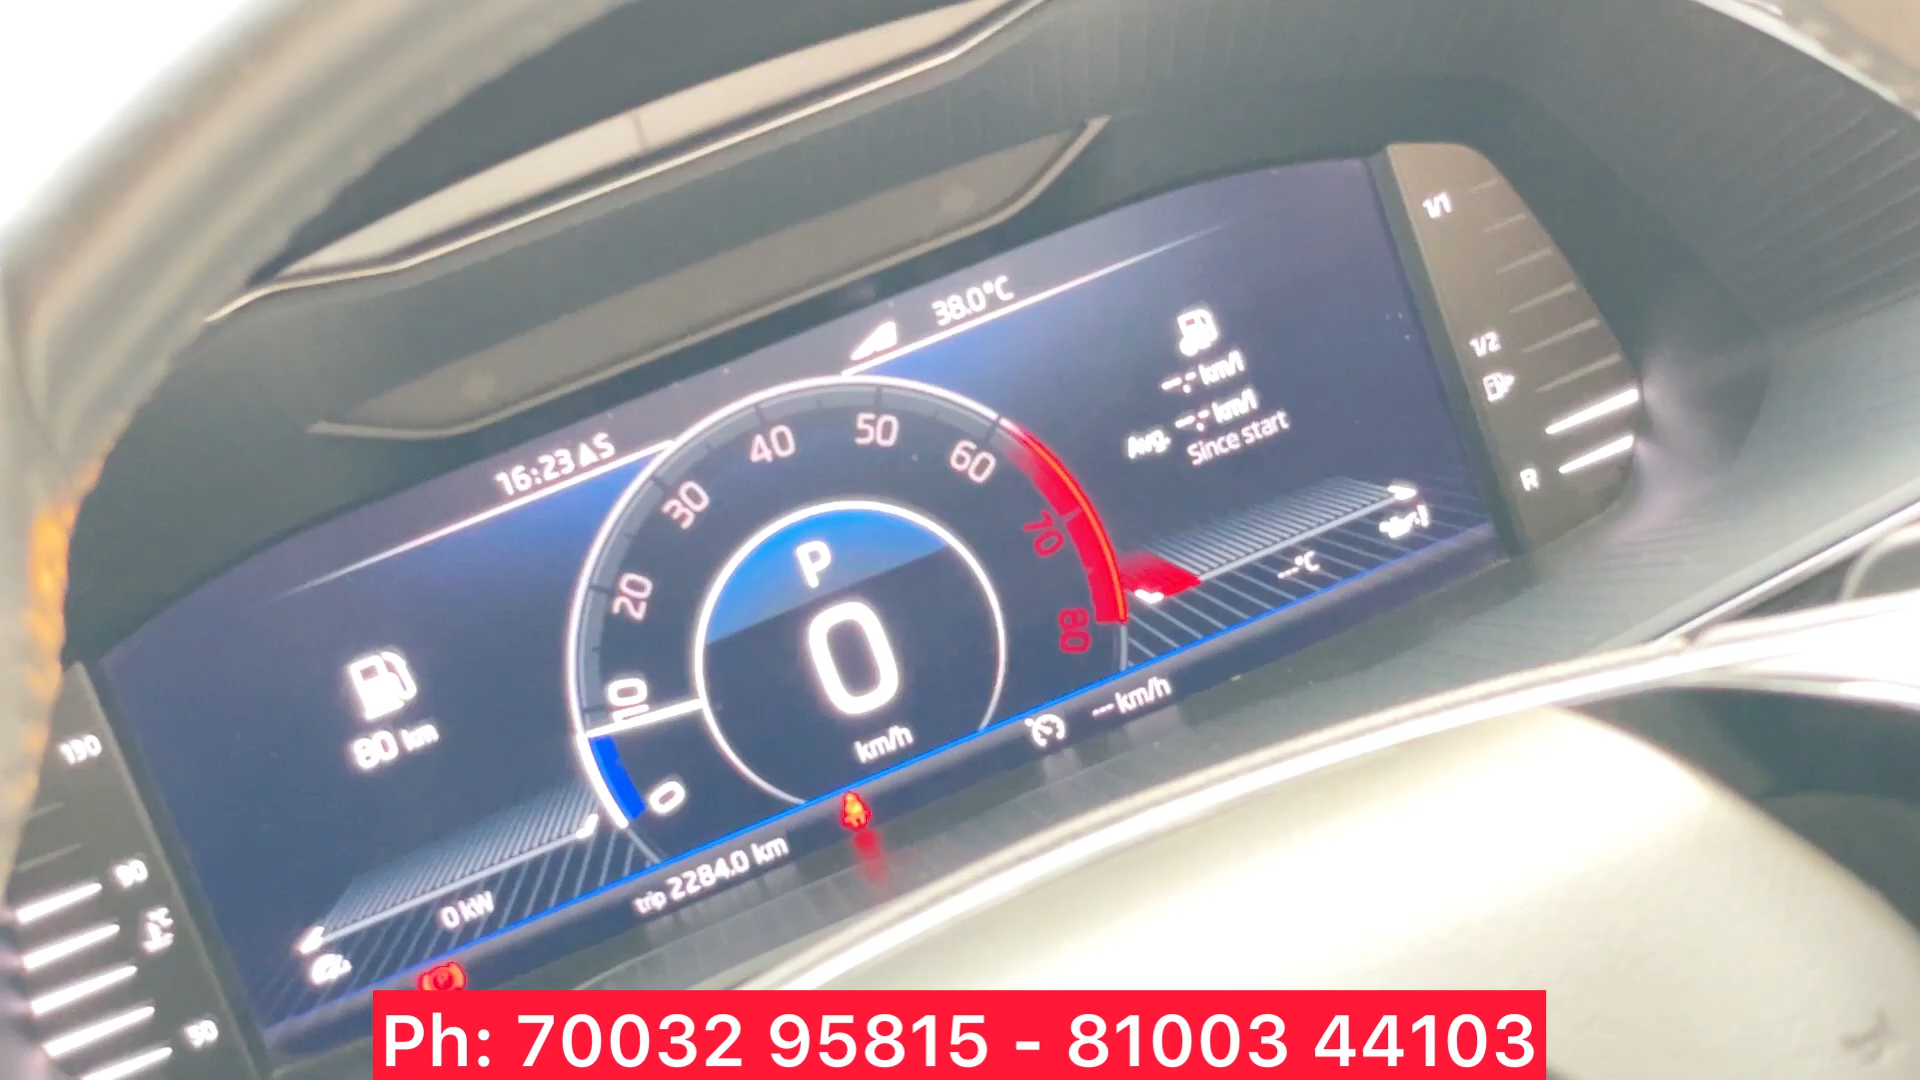 38.0°C
16:23
1/1
1/2
R
--.- km/l
Avg. --.- km/l
Since start
0
10
20
30
40
50
60
70
80
P
0
km/h
80 km
--- °C
--- km/h
0 kW
trip 2284.0 km
130
90
50
°C
Ph: 70032 95815 - 81003 44103